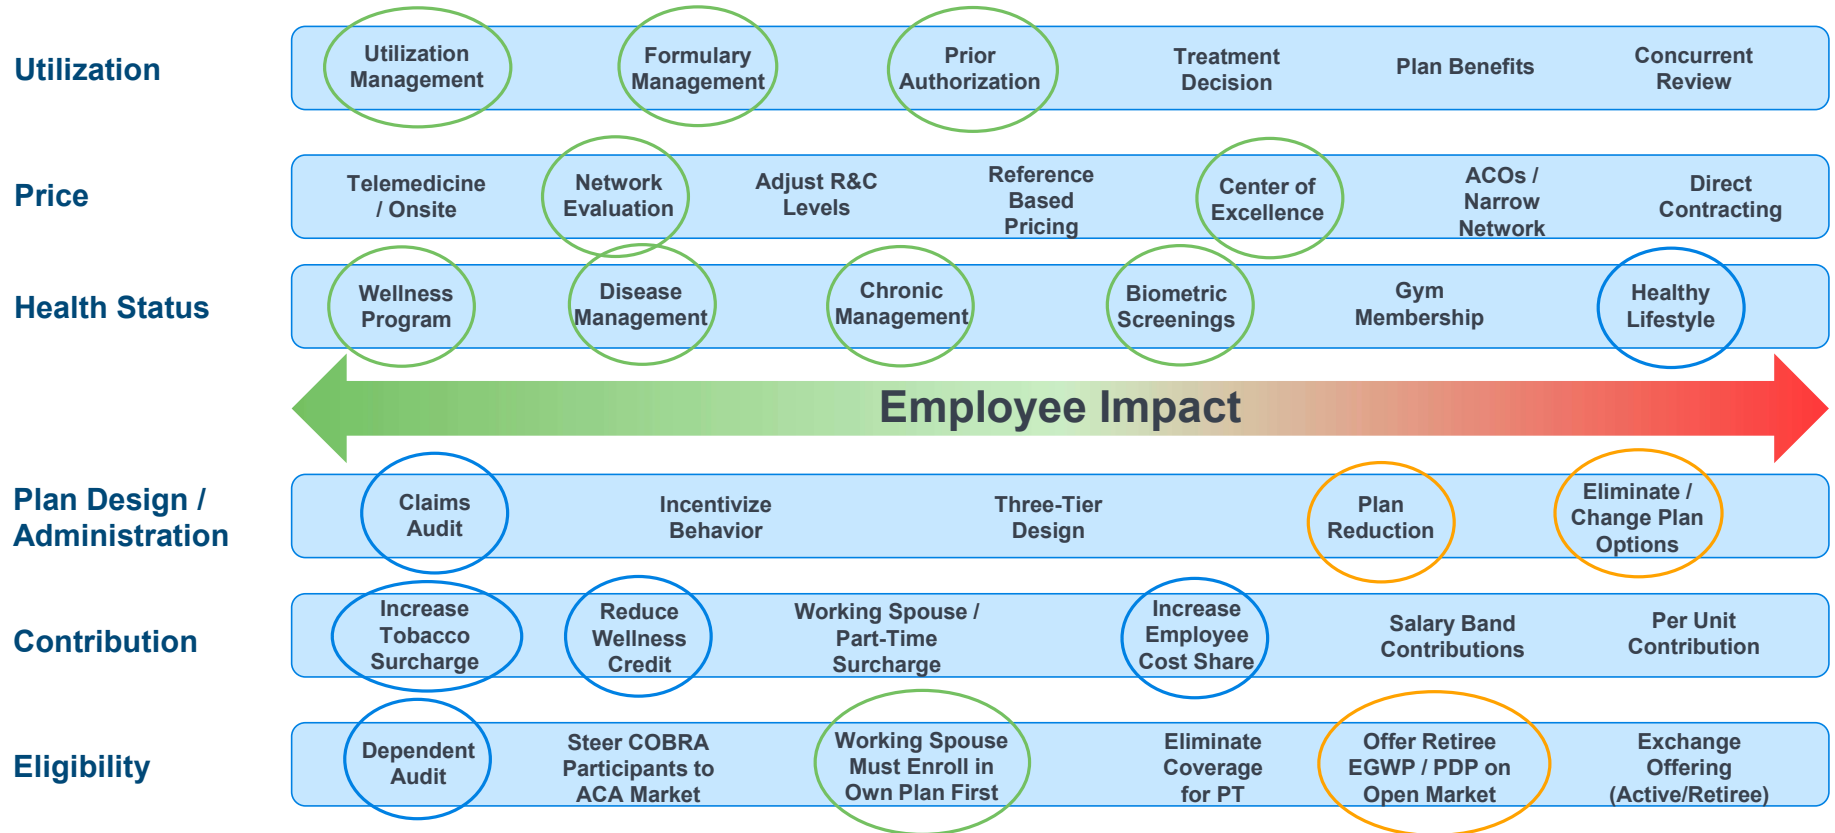 Utilization
Utilization
Management
Formulary
Management
Prior
Authorization
Treatment
Decision
Plan Benefits
Concurrent
Review
Price
Telemedicine
/ Onsite
Network
Evaluation
Adjust R&C
Levels
Reference
Based
Pricing
Center of
Excellence
ACOs /
Narrow
Network
Direct
Contracting
Health Status
Wellness
Program
Disease
Management
Chronic
Management
Biometric
Screenings
Gym
Membership
Healthy
Lifestyle
Employee Impact
Plan Design /
Administration
Claims
Audit
Incentivize
Behavior
Three-Tier
Design
Plan
Reduction
Eliminate /
Change Plan
Options
Contribution
Increase
Tobacco
Surcharge
Reduce
Wellness
Credit
Working Spouse /
Part-Time
Surcharge
Increase
Employee
Cost Share
Salary Band
Contributions
Per Unit
Contribution
Eligibility
Dependent
Audit
Steer COBRA
Participants to
ACA Market
Working Spouse
Must Enroll in
Own Plan First
Eliminate
Coverage
for PT
Offer Retiree
EGWP / PDP on
Open Market
Exchange
Offering
(Active/Retiree)